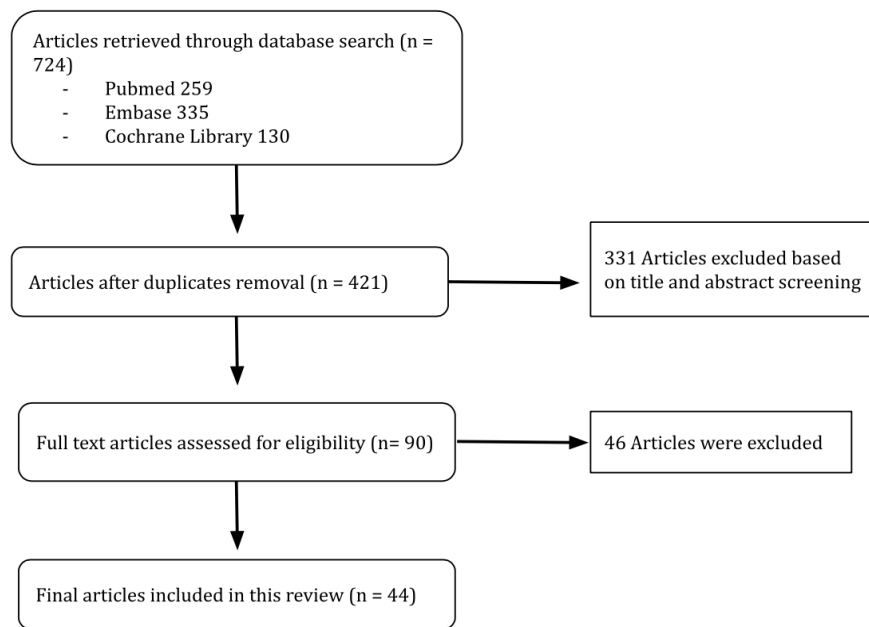 Articles retrieved through database search (n =
724)
- Pubmed 259
- Embase 335
- Cochrane Library 130
Articles after duplicates removal (n = 421)
331 Articles excluded based
on title and abstract screening
Full text articles assessed for eligibility (n= 90)
46 Articles were excluded
Final articles included in this review (n = 44)